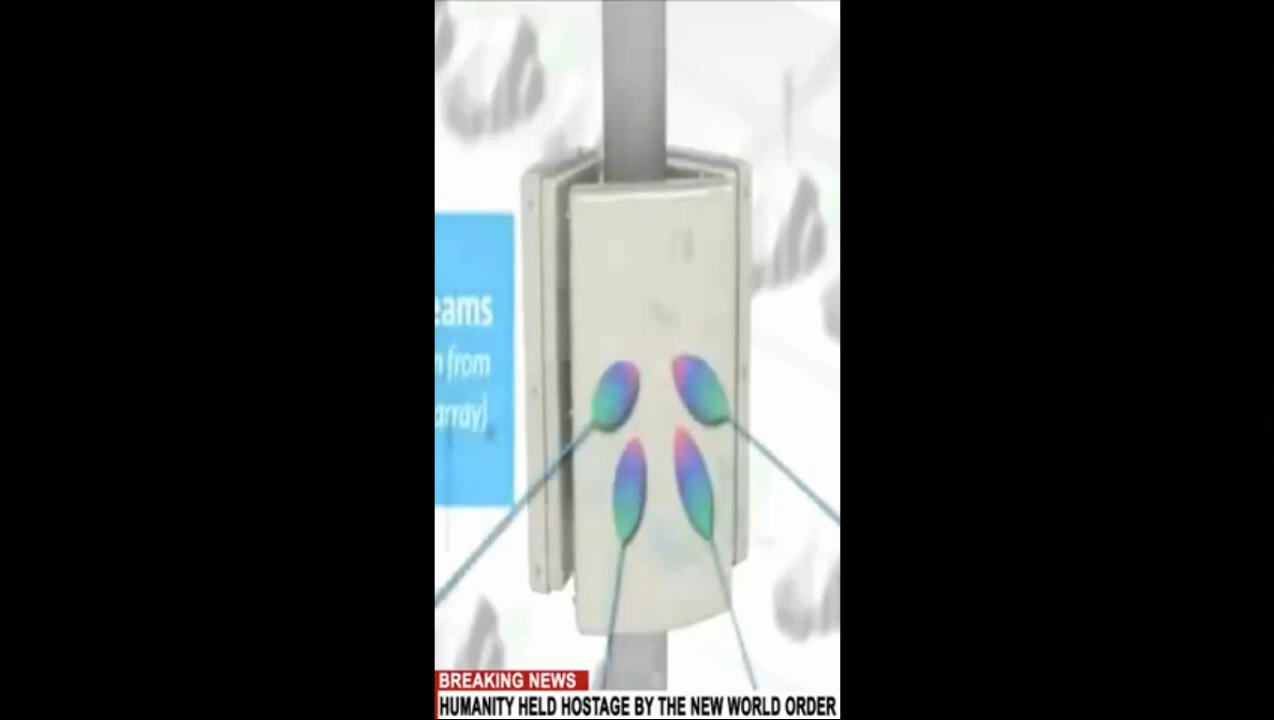 eams
n from
array)
BREAKING NEWS
HUMANITY HELD HOSTAGE BY THE NEW WORLD ORDER